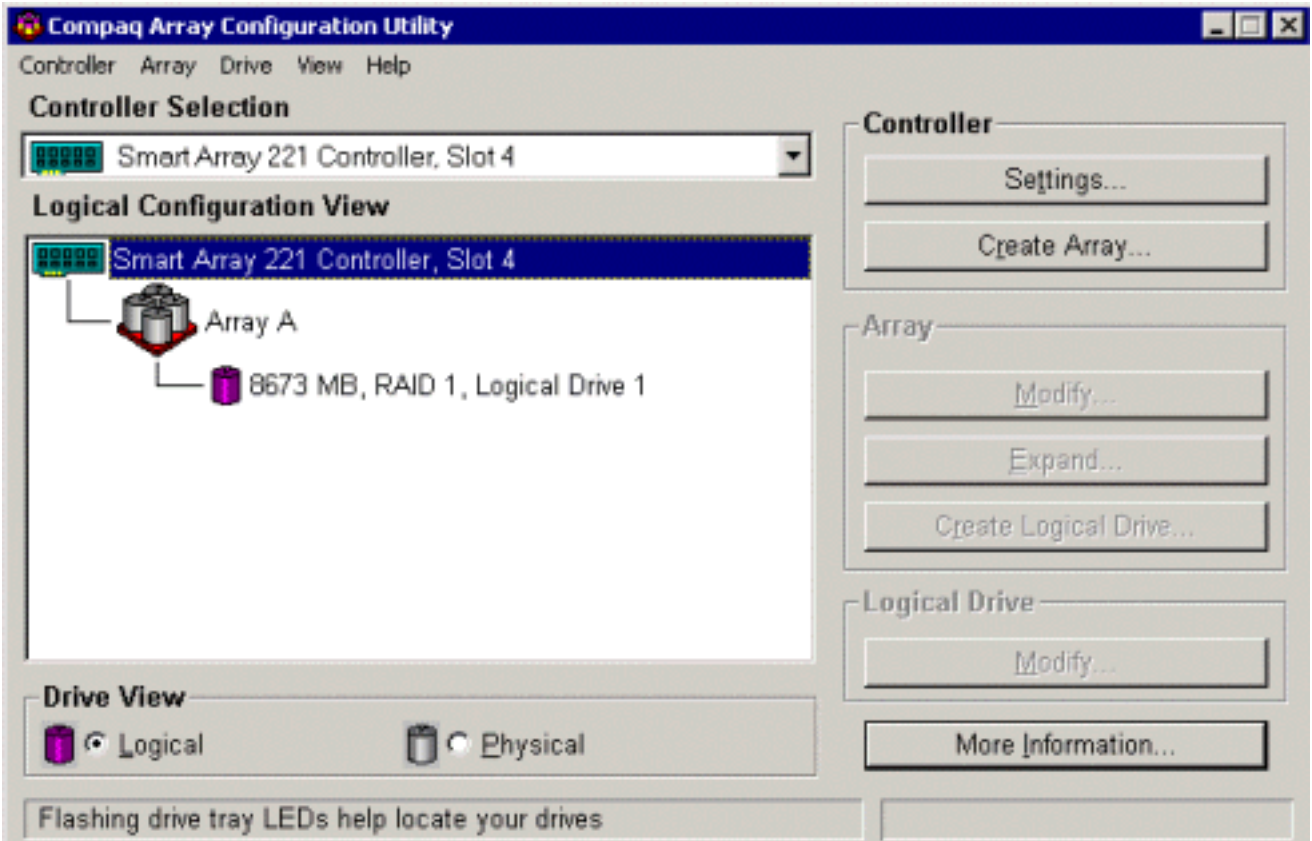 Compaq Array Configuration Utility
Controller Array Drive View Help
Controller Selection
Smart Array 221 Controller, Slot 4
Logical Configuration View
Smart Array 221 Controller, Slot 4
Array A
8673 MB, RAID 1, Logical Drive 1
Drive View
Logical
Physical
Controller
Settings...
Create Array...
Array
Modify...
Expand...
Create Logical Drive...
Logical Drive
Modify...
More Information...
Flashing drive tray LEDs help locate your drives